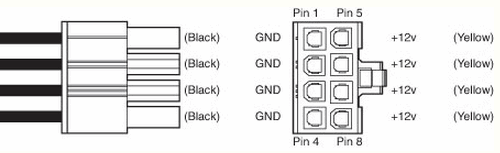 Pin 1 Pin 5
(Black) GND +12v (Yellow)
(Black) GND +12v (Yellow)
(Black) GND +12v (Yellow)
(Black) GND +12v (Yellow)
Pin 4 Pin 8